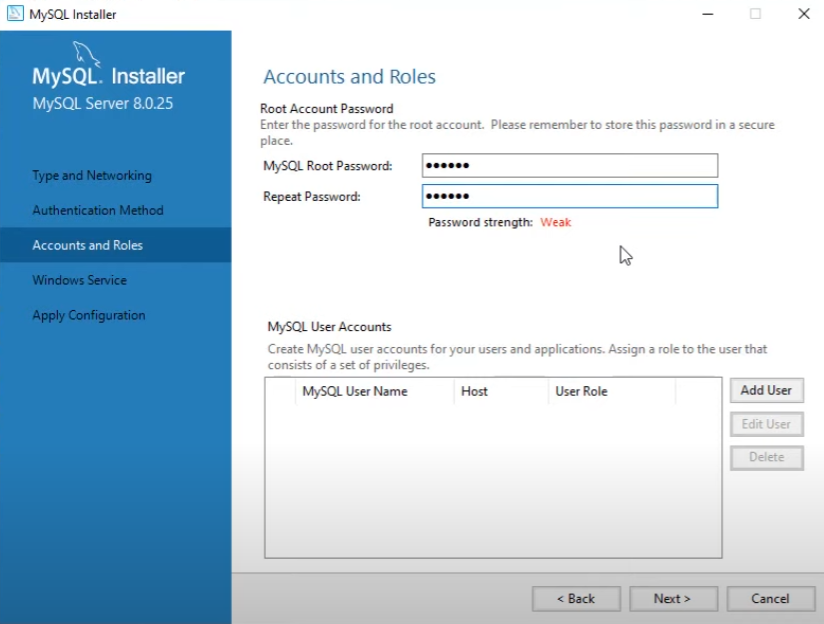 MySQL Installer
MySQL. Installer
MySQL Server 8.0.25
Type and Networking
Authentication Method
Accounts and Roles
Windows Service
Apply Configuration
Accounts and Roles
Root Account Password
Enter the password for the root account.  Please remember to store this password in a secure
place.
MySQL Root Password: ●●●●●●
Repeat Password: ●●●●●●
Password strength: Weak
MySQL User Accounts
Create MySQL user accounts for your users and applications. Assign a role to the user that
consists of a set of privileges.
MySQL User Name Host User Role
Add User
Edit User
Delete
< Back Next > Cancel